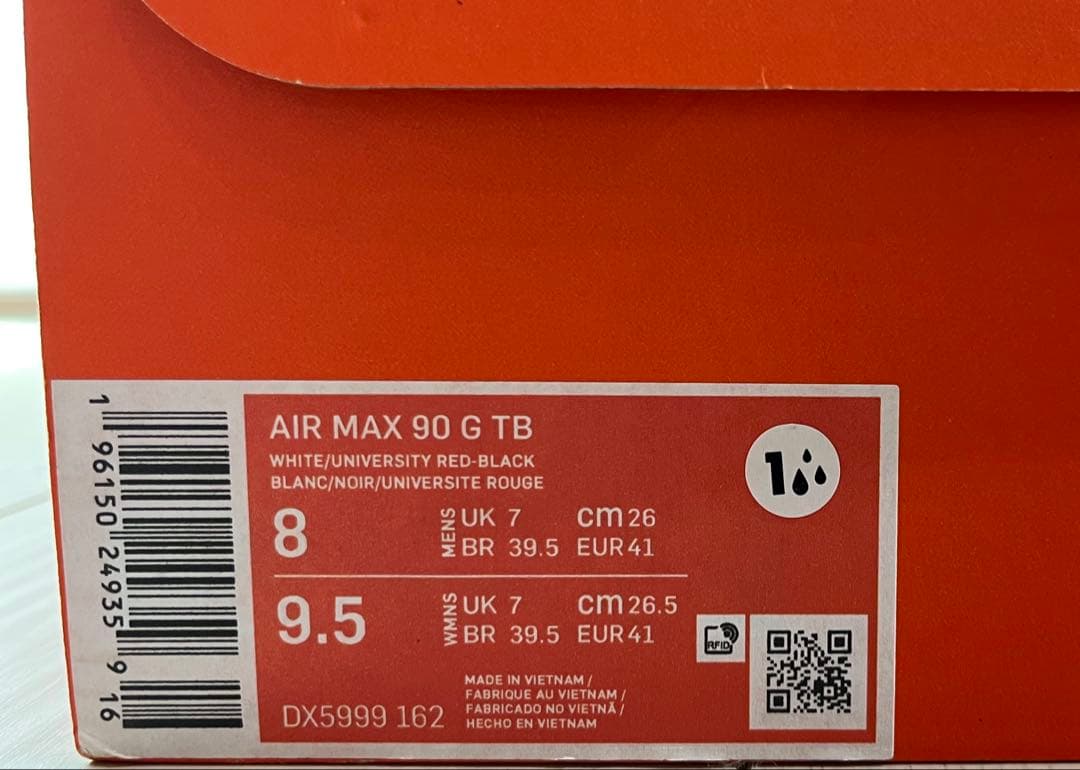 1 96150 24935 9 16
AIR MAX 90 G TB
WHITE/UNIVERSITY RED-BLACK
BLANC/NOIR/UNIVERSITE ROUGE
8
MENS
UK 7 cm 26
BR 39.5 EUR 41
9.5
WMNS
UK 7 cm 26.5
BR 39.5 EUR 41
1
RFID
DX5999 162
MADE IN VIETNAM /
FABRIQUE AU VIETNAM /
FABRICADO NO VIETNÃ /
HECHO EN VIETNAM